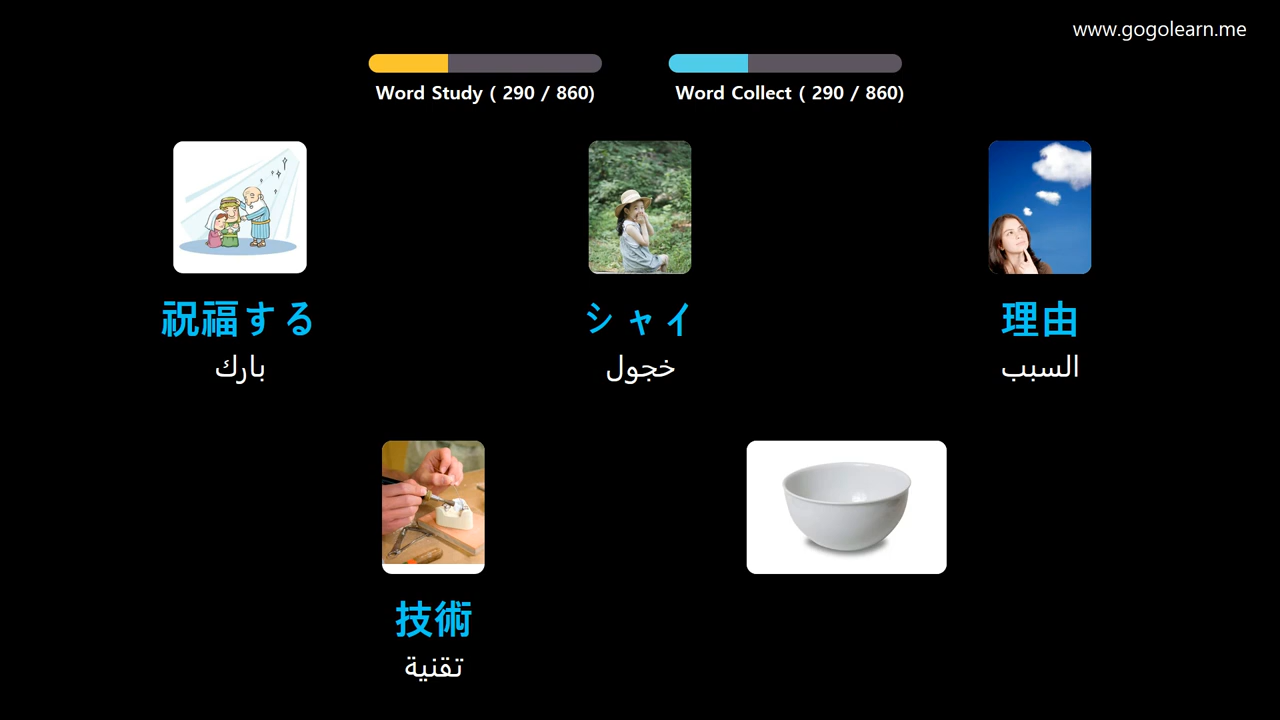 www.gogolearn.me
Word Study ( 290 / 860)
Word Collect ( 290 / 860)
祝福する
بارك
シャイ
خجول
理由
السبب
技術
تقنية